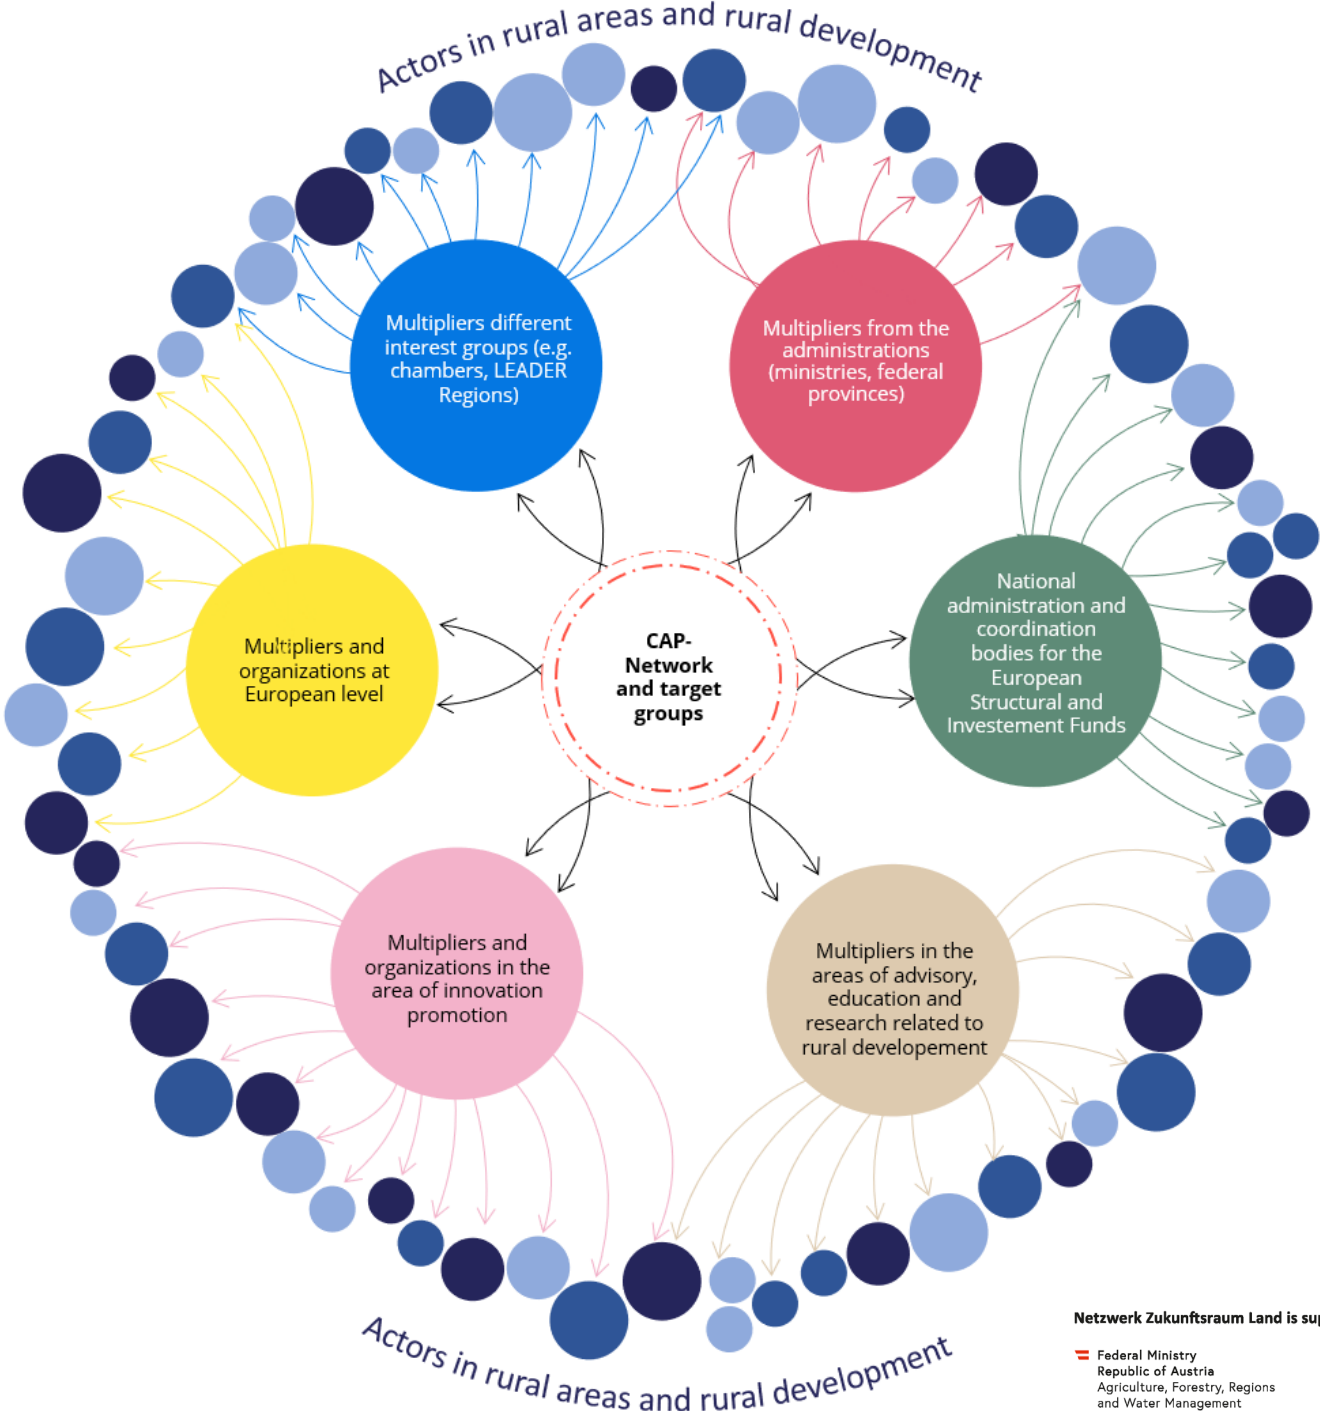 Actors in rural areas and rural development
Multipliers different
interest groups (e.g.
chambers, LEADER
Regions)
Multipliers from the
administrations
(ministries, federal
provinces)
Multipliers and
organizations at
European level
CAP-
Network
and target
groups
National
administration and
coordination
bodies for the
European
Structural and
Investement Funds
Multipliers and
organizations in the
area of innovation
promotion
Multipliers in the
areas of advisory,
education and
research related to
rural developement
Actors in rural areas and rural development
Netzwerk Zukunftsraum Land is
Federal Ministry
Republic of Austria
Agriculture, Forestry, Regions
and Water Management